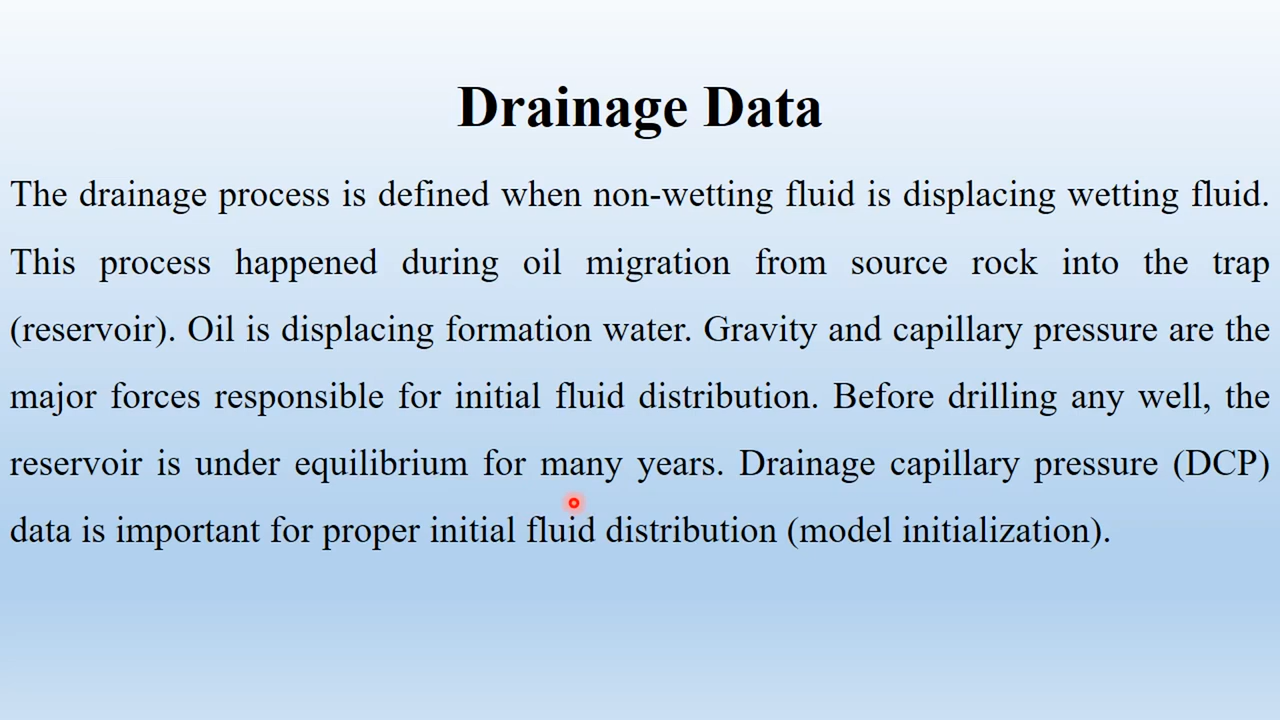 Drainage Data
The drainage process is defined when non-wetting fluid is displacing wetting fluid.
This process happened during oil migration from source rock into the trap
(reservoir). Oil is displacing formation water. Gravity and capillary pressure are the
major forces responsible for initial fluid distribution. Before drilling any well, the
reservoir is under equilibrium for many years. Drainage capillary pressure (DCP)
data is important for proper initial fluid distribution (model initialization).